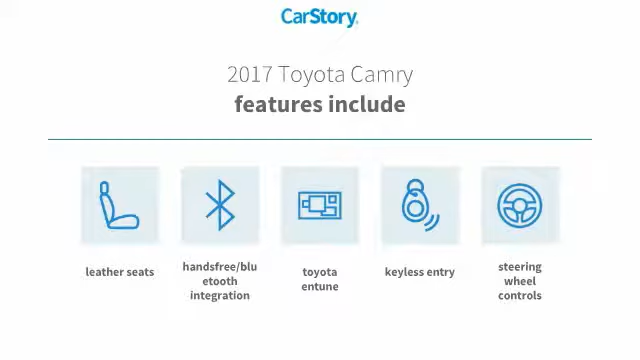 CarStory.
2017 Toyota Camry
features include
leather seats
handsfree/blu
etooth
integration
toyota
entune
keyless entry
steering
wheel
controls